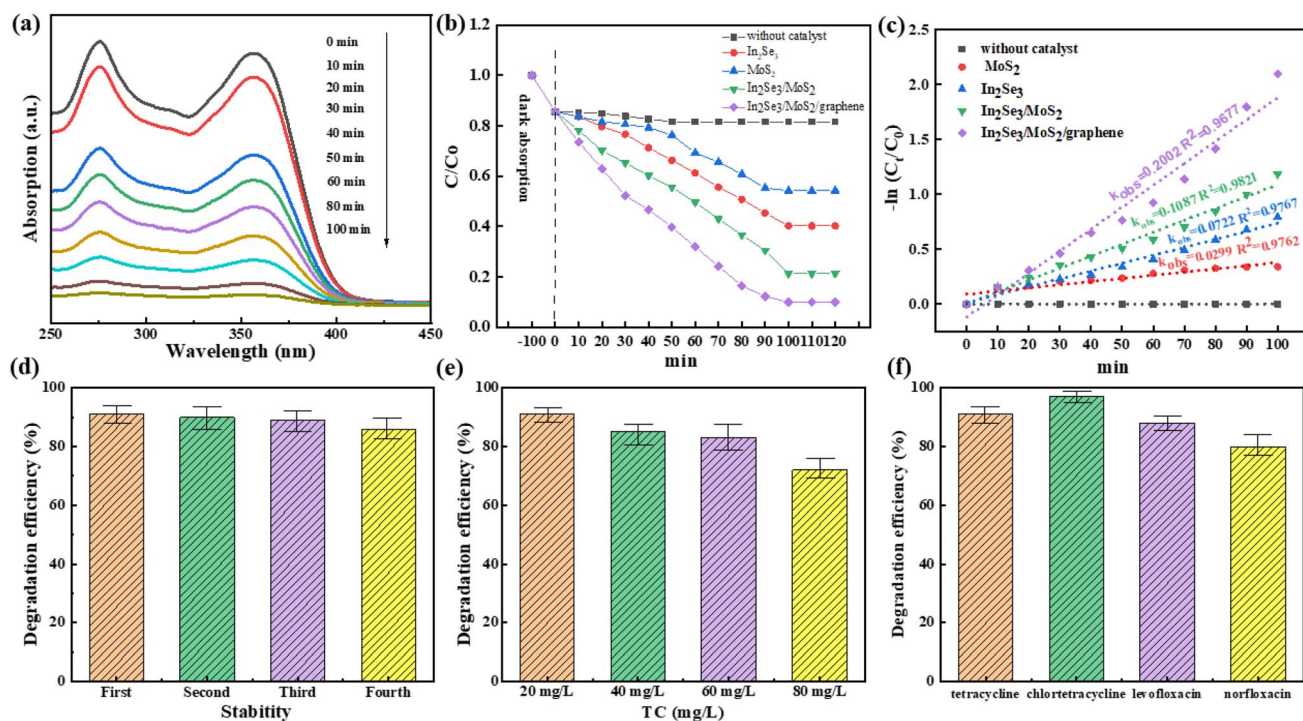 (a)
Absorption (a.u.)
0 min
10 min
20 min
30 min
40 min
50 min
60 min
80 min
100 min
250 300 350 400 450
Wavelength (nm)
(b)
C/Co
1.2
1.0
0.8
0.6
0.4
0.2
0.0
dark absorption
without catalyst
In₂Se₃
MoS₂
In2Se3/MoS₂
In2Se3/MoS2/graphene
-100 0 10 20 30 40 50 60 70 80 90 100 110 120
min
(c)
-ln (Cₜ/C₀)
2.5
2.0
1.5
1.0
0.5
0.0
without catalyst
MoS₂
In₂Se₃
In2Se3/MoS₂
In2Se3/MoS2/graphene
kobs=0.2002 R²=0.9677
kobs=0.1087 R²=0.9821
kobs=0.0722 R²=0.9767
kobs=0.0299 R²=0.9762
0 10 20 30 40 50 60 70 80 90 100
min
(d)
Degradation efficiency (%)
100
80
60
40
20
0
First Second Third Fourth
Stabitity
(e)
Degradation efficiency (%)
100
80
60
40
20
0
20 mg/L 40 mg/L 60 mg/L 80 mg/L
TC (mg/L)
(f)
Degradation efficiency (%)
100
80
60
40
20
0
tetracycline chlortetracycline levofloxacin norfloxacin